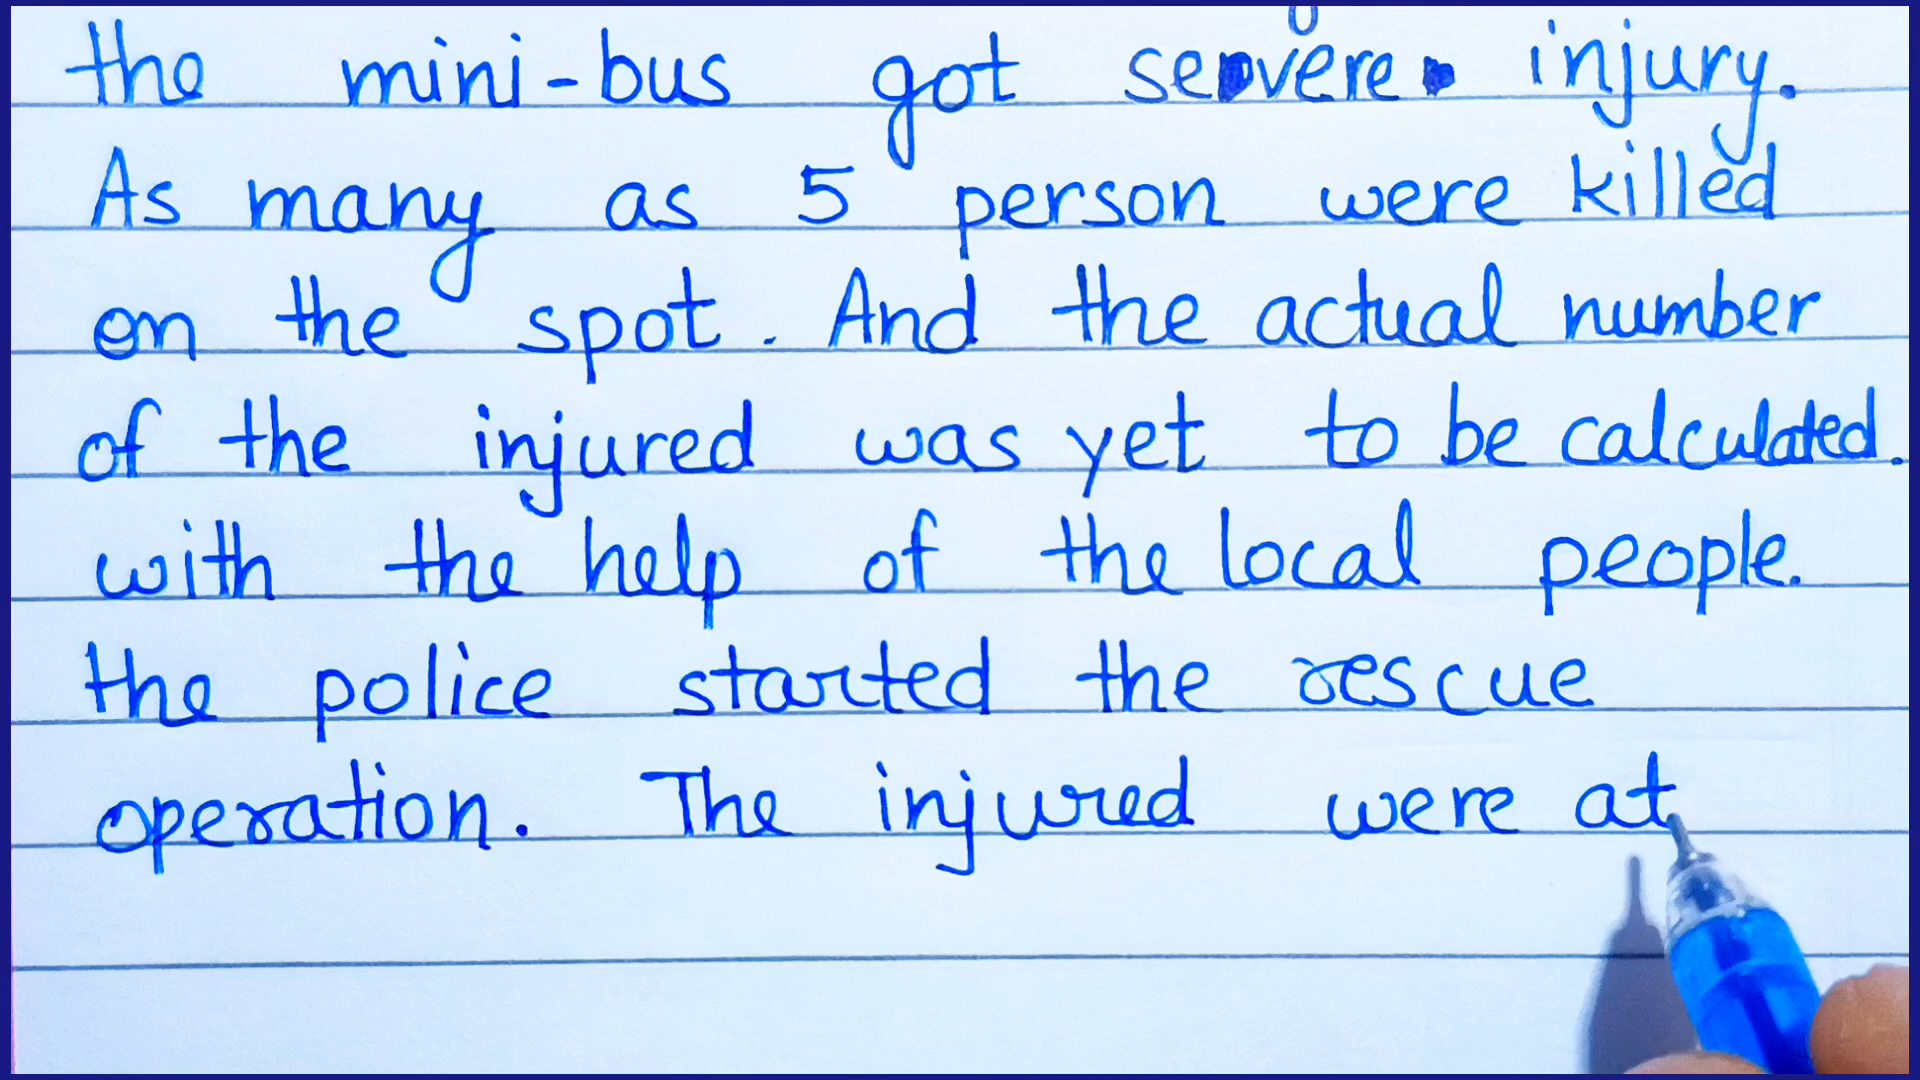 the mini-bus got severe injury.
As many as 5 person were killed
on the spot. And the actual number
of the injured was yet to be calculated.
with the help of the local people.
the police started the rescue
operation. The injured were at